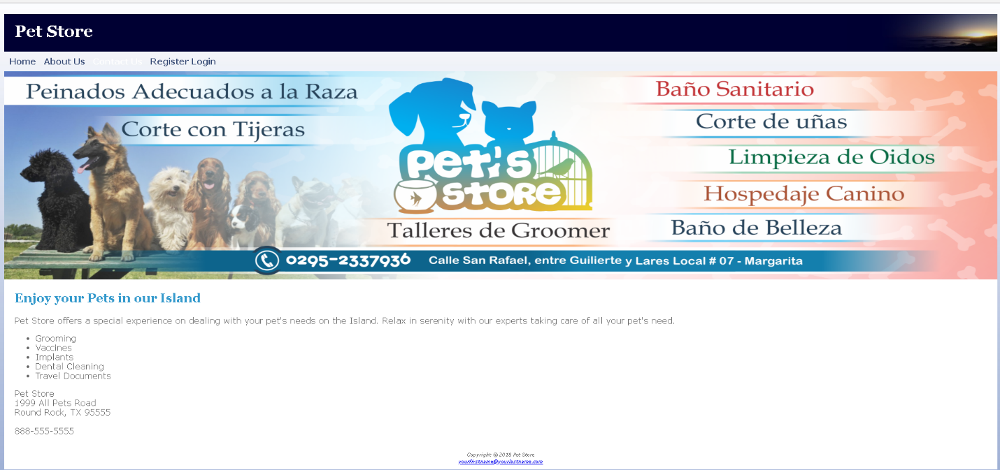 Pet Store
Home About Us Contact Us Register Login
Peinados Adecuados a la Raza
Corte con Tijeras
Pet's
Store
Talleres de Groomer
Baño Sanitario
Corte de uñas
Limpieza de Oidos
Hospedaje Canino
Baño de Belleza
0295-2337936 Calle San Rafael, entre Guilierte y Lares Local # 07 - Margarita
Enjoy your Pets in our Island
Pet Store offers a special experience on dealing with your pet's needs on the Island. Relax in serenity with our experts taking care of all your pet's need.
• Grooming
• Vaccines
• Implants
• Dental Cleaning
• Travel Documents
Pet Store
1999 All Pets Road
Round Rock, TX 95555
888-555-5555
Copyright © 2018 Pet Store
yourfirstname@yourlastname.com